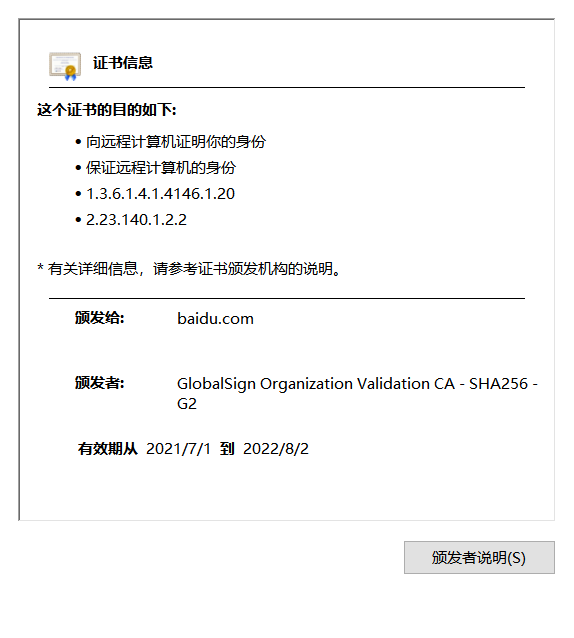 证书信息
这个证书的目的如下:
• 向远程计算机证明你的身份
• 保证远程计算机的身份
• 1.3.6.1.4.1.4146.1.20
• 2.23.140.1.2.2
* 有关详细信息，请参考证书颁发机构的说明。
颁发给: baidu.com
颁发者: GlobalSign Organization Validation CA - SHA256 -
G2
有效期从 2021/7/1 到 2022/8/2
颁发者说明(S)